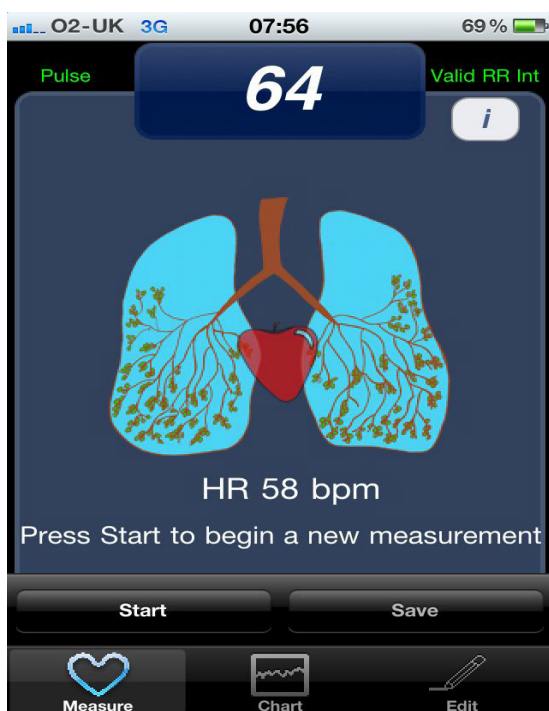 O2-UK 3G 07:56 69%
Pulse 64 Valid RR Int
i
HR 58 bpm
Press Start to begin a new measurement
Start Save
Measure Chart Edit